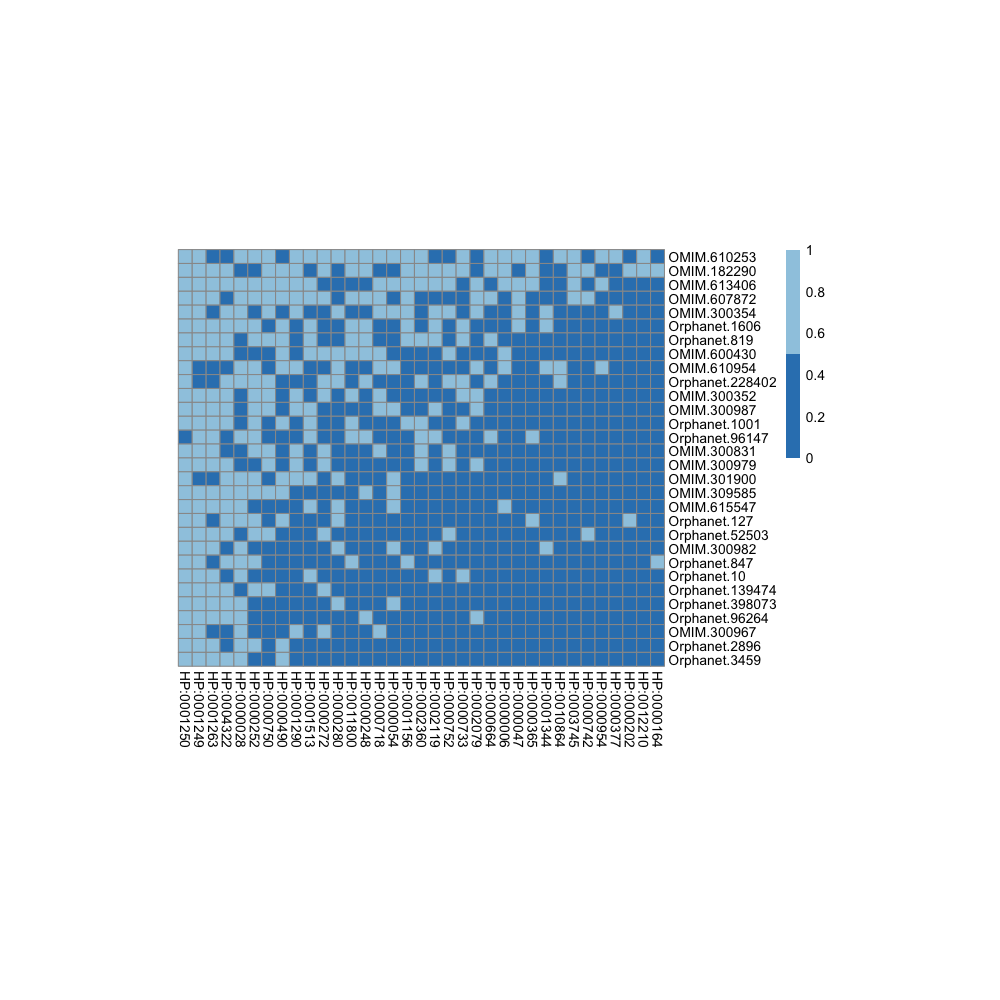 OMIM.610253
OMIM.182290
OMIM.613406
OMIM.607872
OMIM.300354
Orphanet.1606
Orphanet.819
OMIM.600430
OMIM.610954
Orphanet.228402
OMIM.300352
OMIM.300987
Orphanet.1001
Orphanet.96147
OMIM.300831
OMIM.300979
OMIM.301900
OMIM.309585
OMIM.615547
Orphanet.127
Orphanet.52503
OMIM.300982
Orphanet.847
Orphanet.10
Orphanet.139474
Orphanet.398073
Orphanet.96264
OMIM.300967
Orphanet.2896
Orphanet.3459
1
0.8
0.6
0.4
0.2
0
HP:0001250
HP:0001249
HP:0001263
HP:0004322
HP:0000028
HP:0000252
HP:0000750
HP:0000490
HP:0001290
HP:0001513
HP:0000272
HP:0000280
HP:0011800
HP:0000248
HP:0000718
HP:0000054
HP:0001156
HP:0002360
HP:0002119
HP:0000752
HP:0000733
HP:0002079
HP:0000664
HP:0000006
HP:0000047
HP:0000365
HP:0001344
HP:0010864
HP:0003745
HP:0000742
HP:0000954
HP:0000377
HP:0000202
HP:0012210
HP:0000164